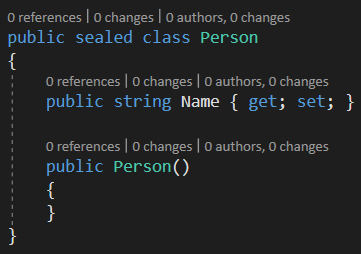 0 references | 0 changes | 0 authors, 0 changes
public sealed class Person
{
0 references | 0 changes | 0 authors, 0 changes
public string Name { get; set; }
0 references | 0 changes | 0 authors, 0 changes
public Person()
{
}
}